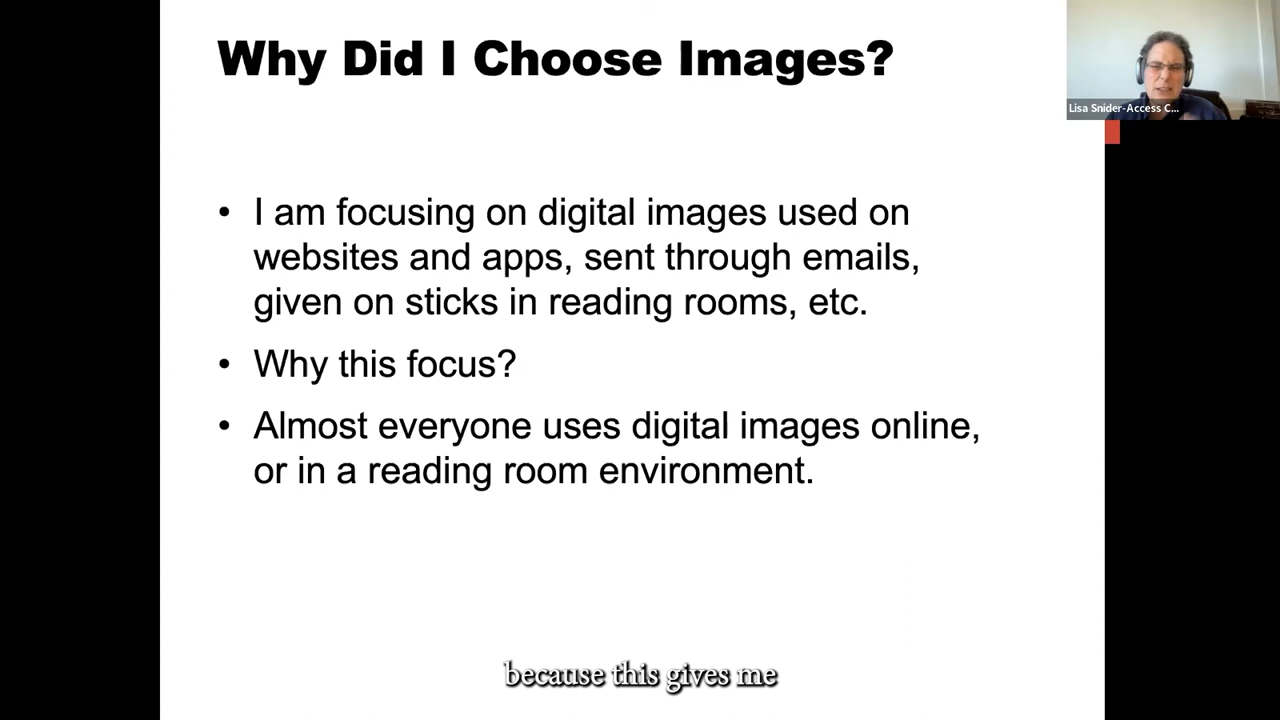 Why Did I Choose Images?
Lisa Snider-Access C...
• I am focusing on digital images used on
websites and apps, sent through emails,
given on sticks in reading rooms, etc.
• Why this focus?
• Almost everyone uses digital images online,
or in a reading room environment.
because this gives me